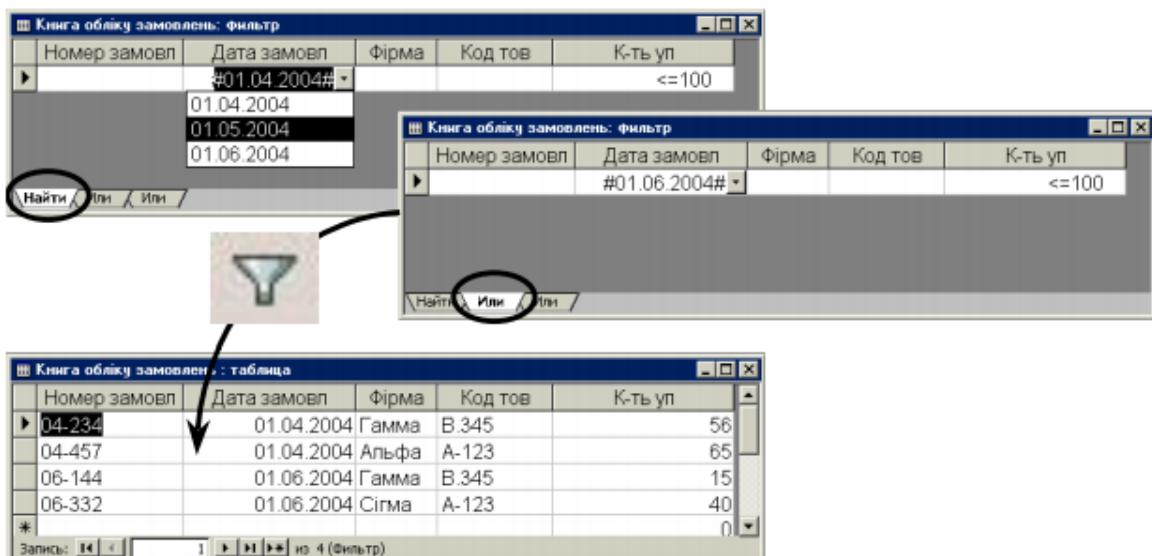 Книга обліку замовлень: фильтр
Номер замовл Дата замовл Фірма Код тов К-ть уп
#01.04.2004# <=100
01.04.2004
01.05.2004
01.06.2004
Найти Или Или
Книга обліку замовлень: фильтр
Номер замовл Дата замовл Фірма Код тов К-ть уп
#01.06.2004# <=100
Найти Или Или
Книга обліку замовлень : таблица
Номер замовл Дата замовл Фірма Код тов К-ть уп
04-234 01.04.2004 Гамма В.345 56
04-457 01.04.2004 Альфа А-123 65
06-144 01.06.2004 Гамма В.345 15
06-332 01.06.2004 Сігма А-123 40
* 0
Запись: 1 из 4 (Фильтр)